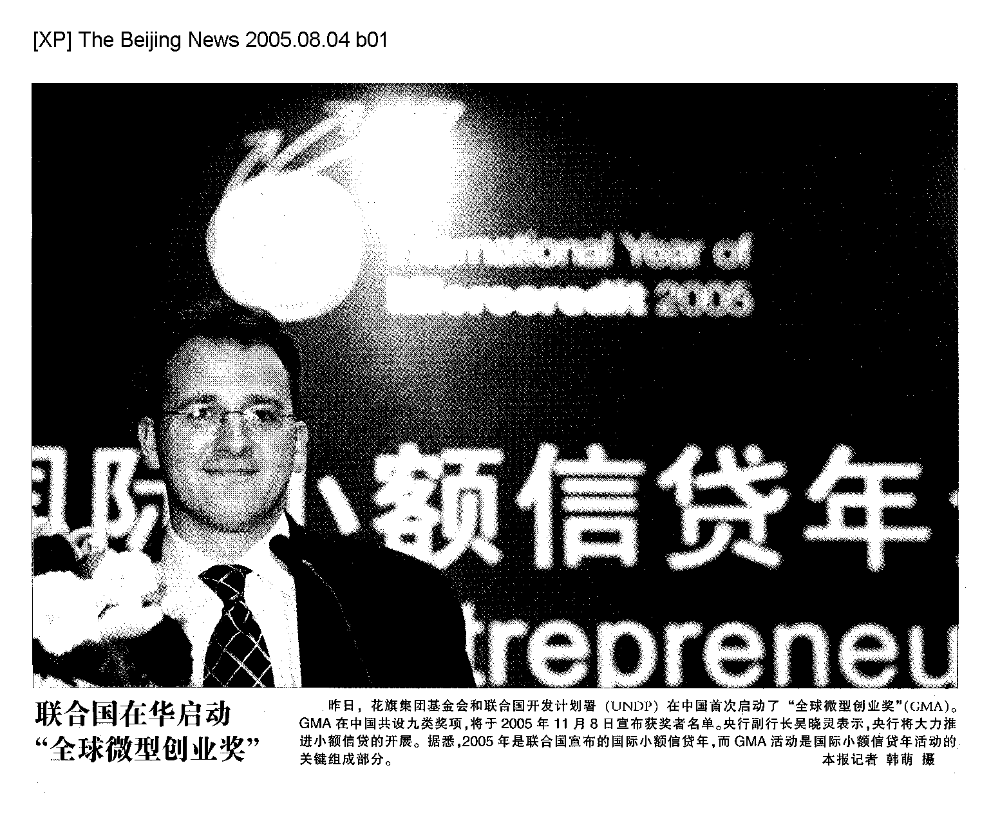 [XP] The Beijing News 2005.08.04 b01
International Year of
Microcredit 2005
国际小额信贷年
trepreneu
联合国在华启动
“全球微型创业奖”
昨日，花旗集团基金会和联合国开发计划署（UNDP）在中国首次启动了“全球微型创业奖”(GMA)。
GMA 在中国共设九类奖项,将于 2005 年 11 月 8 日宣布获奖者名单。央行副行长吴晓灵表示,央行将大力推
进小额信贷的开展。据悉,2005 年是联合国宣布的国际小额信贷年,而 GMA 活动是国际小额信贷年活动的
关键组成部分。
本报记者 韩萌 摄